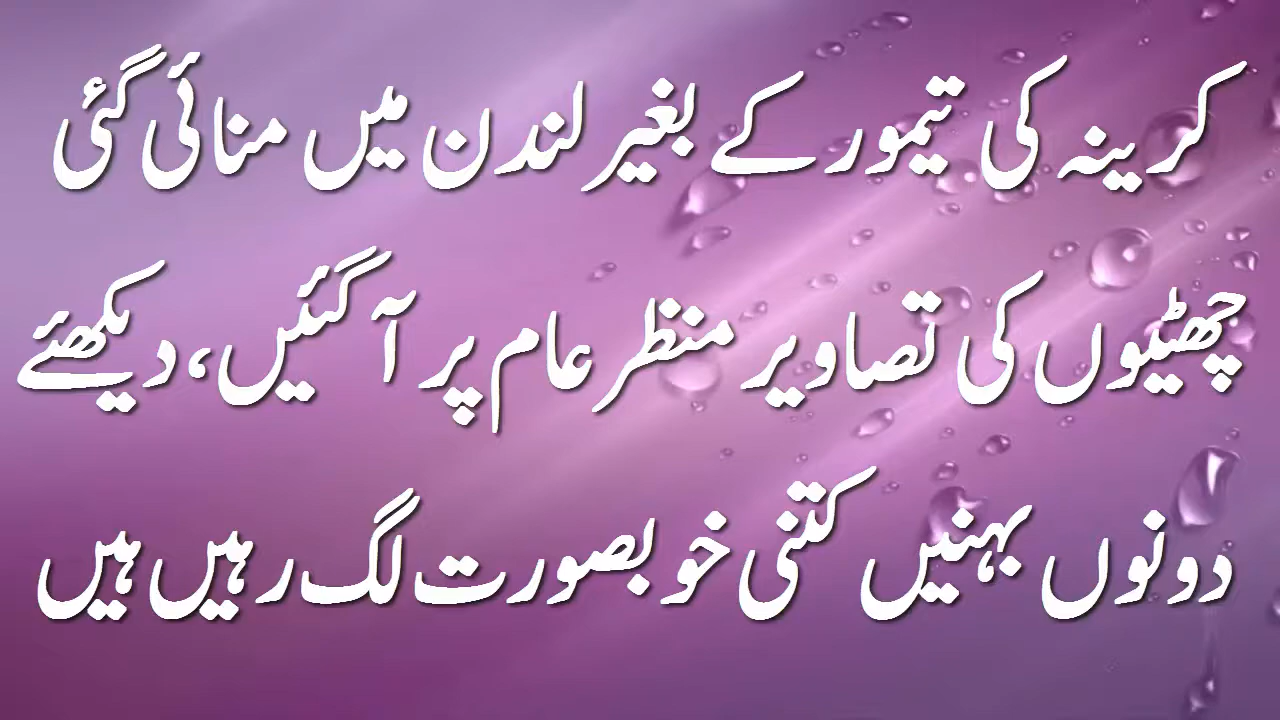 کرینہ کی تیمور کے بغیر لندن میں منائی گئی
چھٹیوں کی تصاویر منظر عام پر آگئیں، دیکھئے
دونوں بہنیں کتنی خوبصورت لگ رہیں ہیں